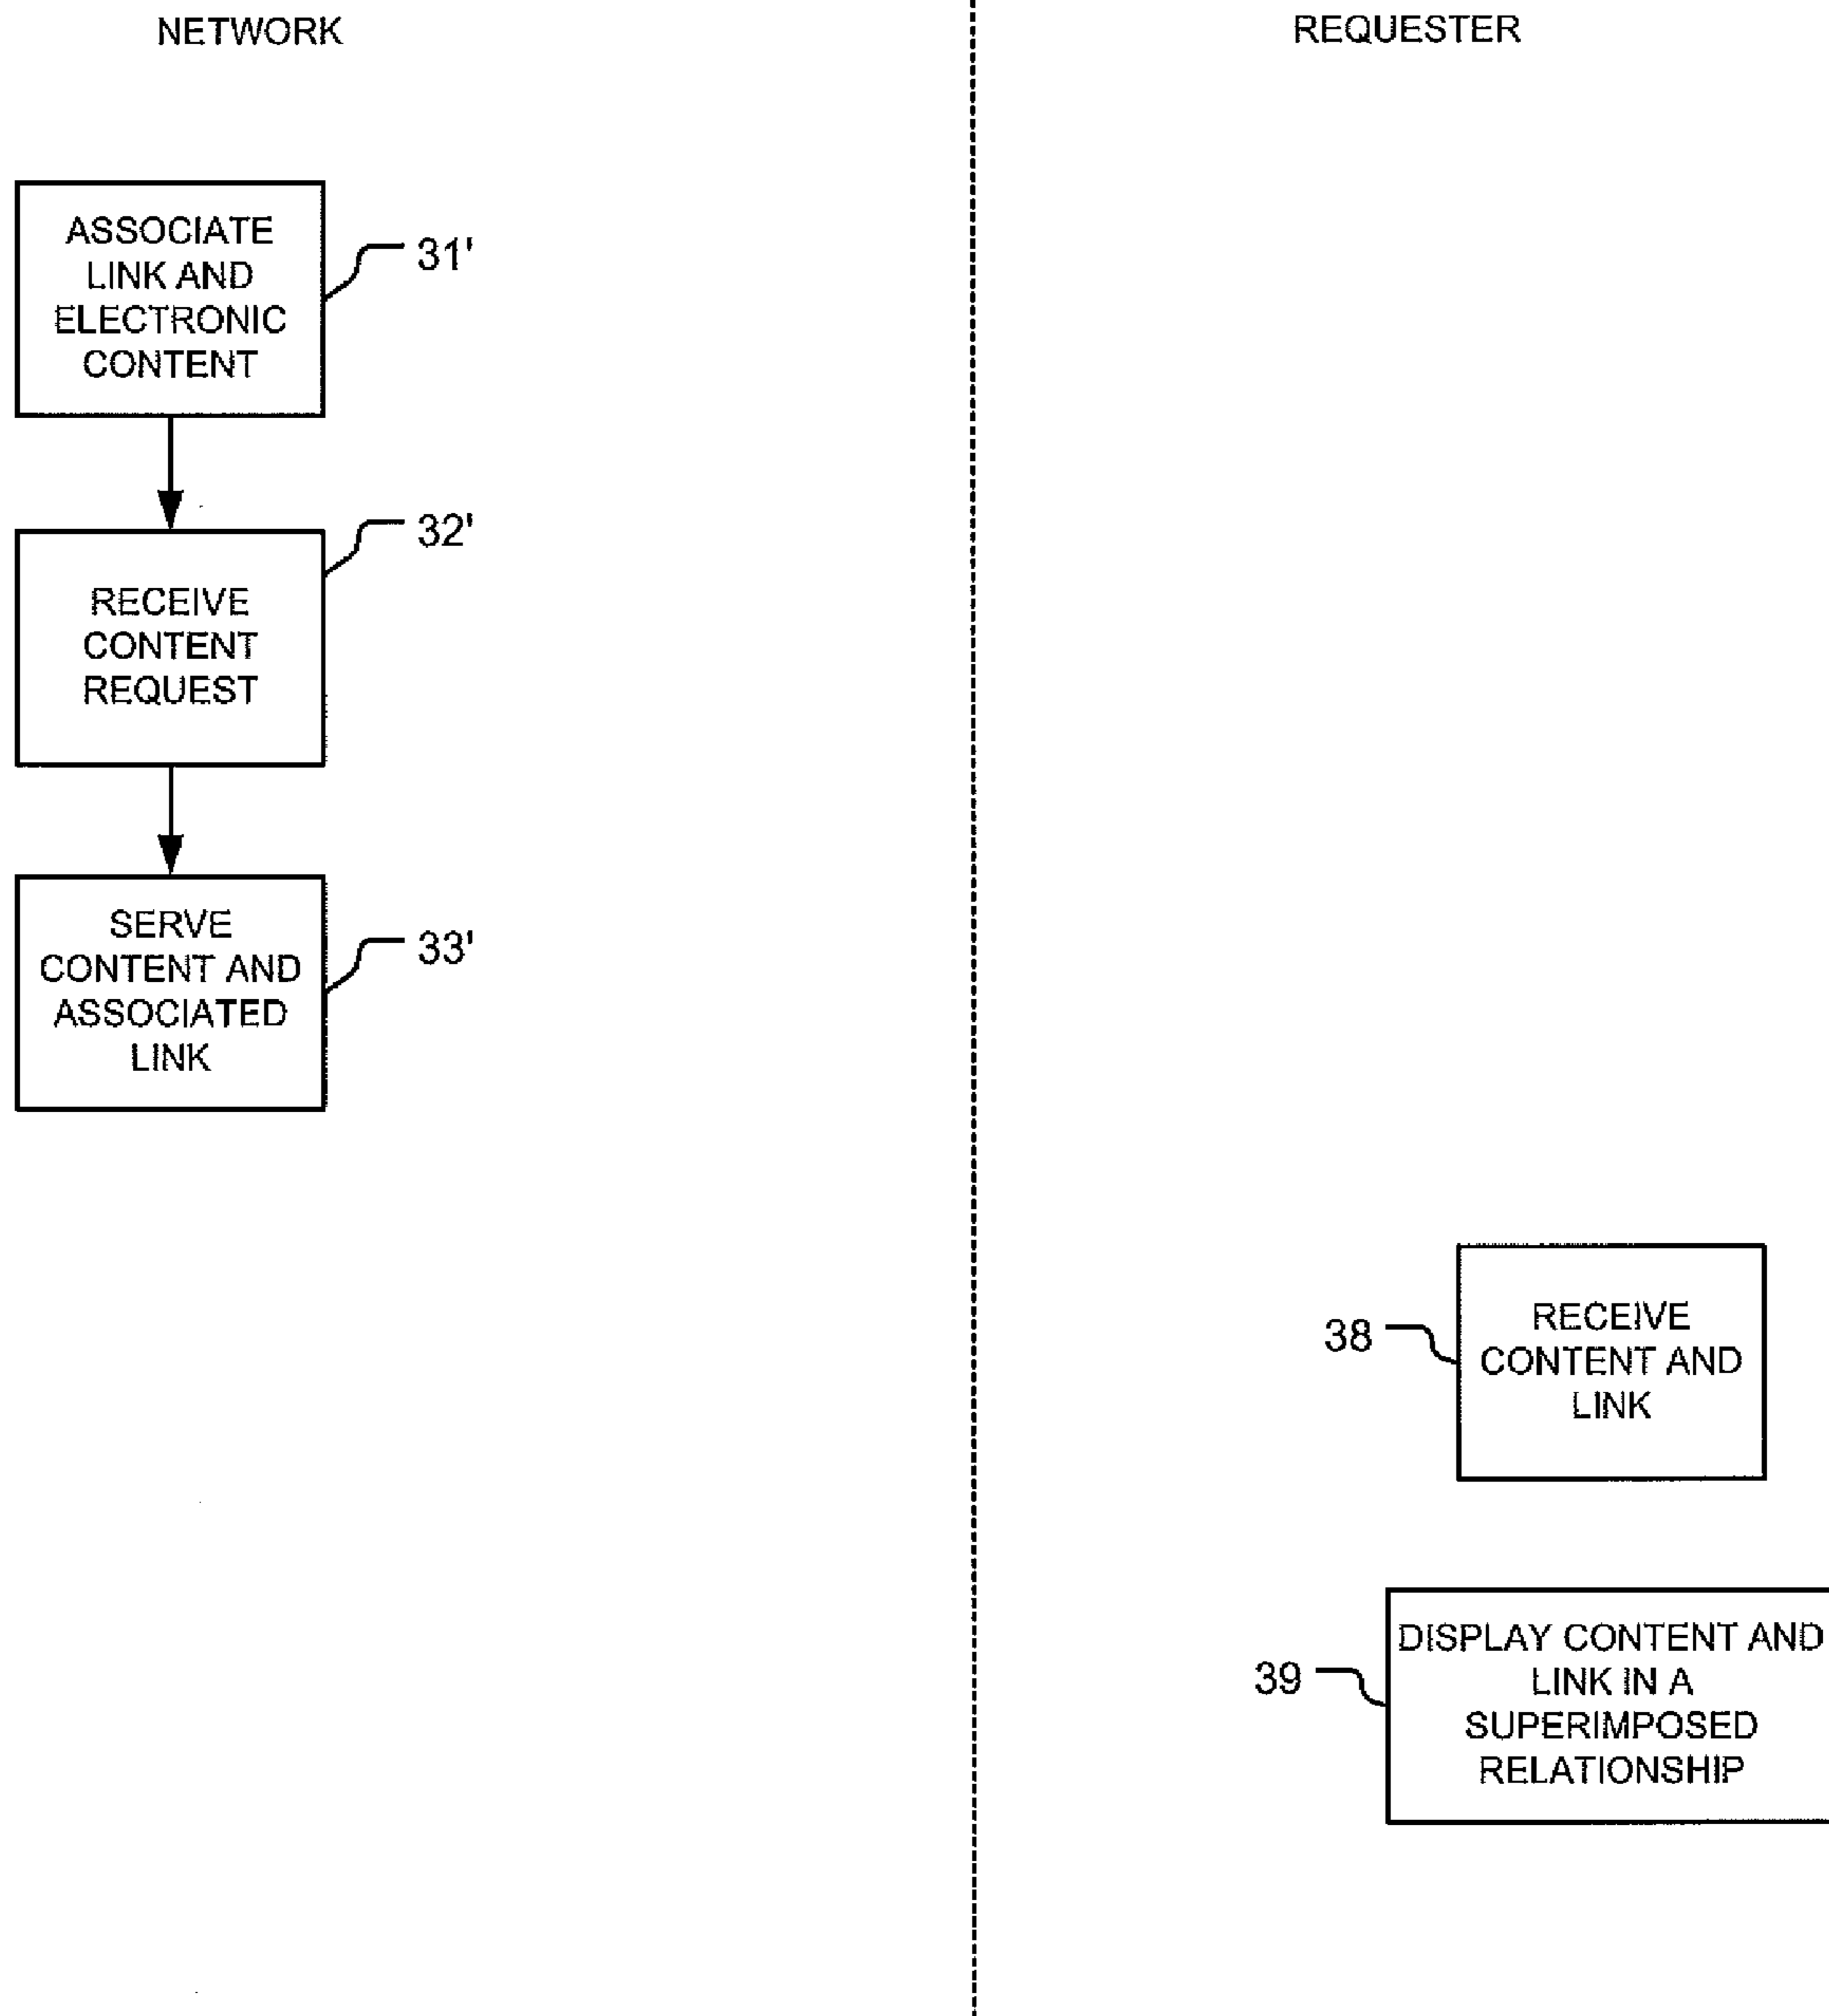 NETWORK
REQUESTER
ASSOCIATE
LINK AND
ELECTRONIC
CONTENT
31'
RECEIVE
CONTENT
REQUEST
32'
SERVE
CONTENT AND
ASSOCIATED
LINK
33'
38
RECEIVE
CONTENT AND
LINK
39
DISPLAY CONTENT AND
LINK IN A
SUPERIMPOSED
RELATIONSHIP